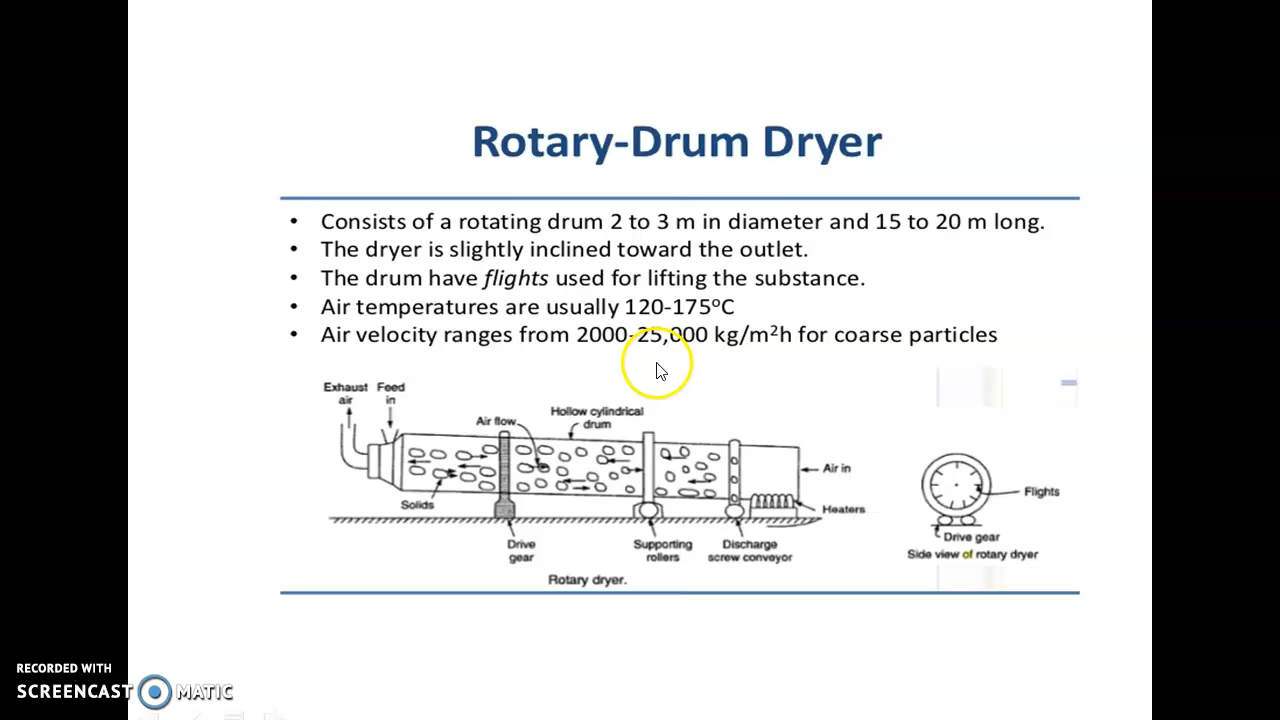 Rotary-Drum Dryer
• Consists of a rotating drum 2 to 3 m in diameter and 15 to 20 m long.
• The dryer is slightly inclined toward the outlet.
• The drum have flights used for lifting the substance.
• Air temperatures are usually 120-175°C
• Air velocity ranges from 2000-25,000 kg/m²h for coarse particles
Exhaust air
Feed in
Air flow
Hollow cylindrical
drum
Air in
Solids
Heaters
Flights
Drive
gear
Supporting
rollers
Discharge
screw conveyor
Drive gear
Side view of rotary dryer
Rotary dryer.
RECORDED WITH
SCREENCAST MATIC